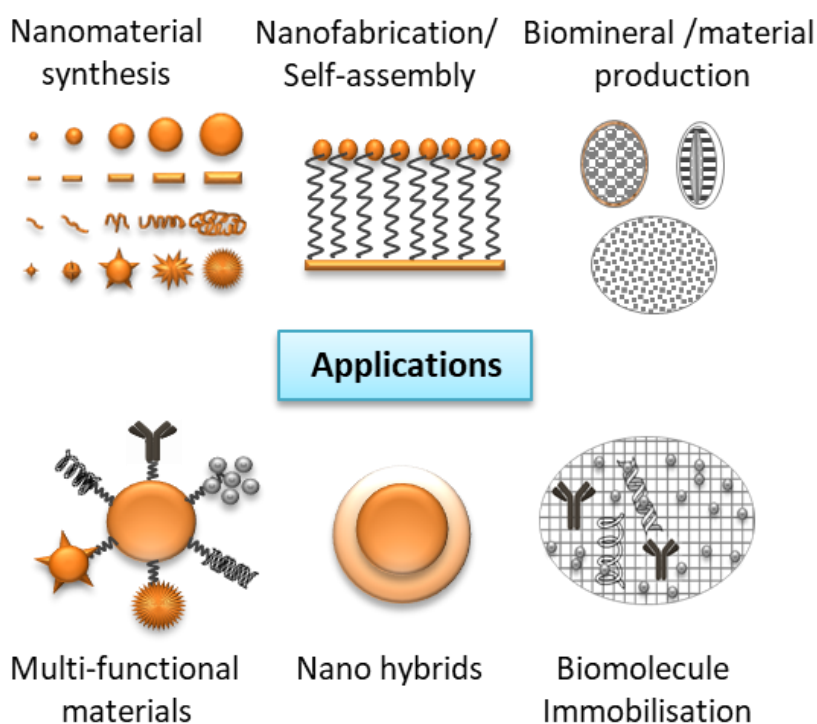 Nanomaterial
synthesis
Nanofabrication/
Self-assembly
Biomineral /material
production
Applications
Multi-functional
materials
Nano hybrids
Biomolecule
Immobilisation